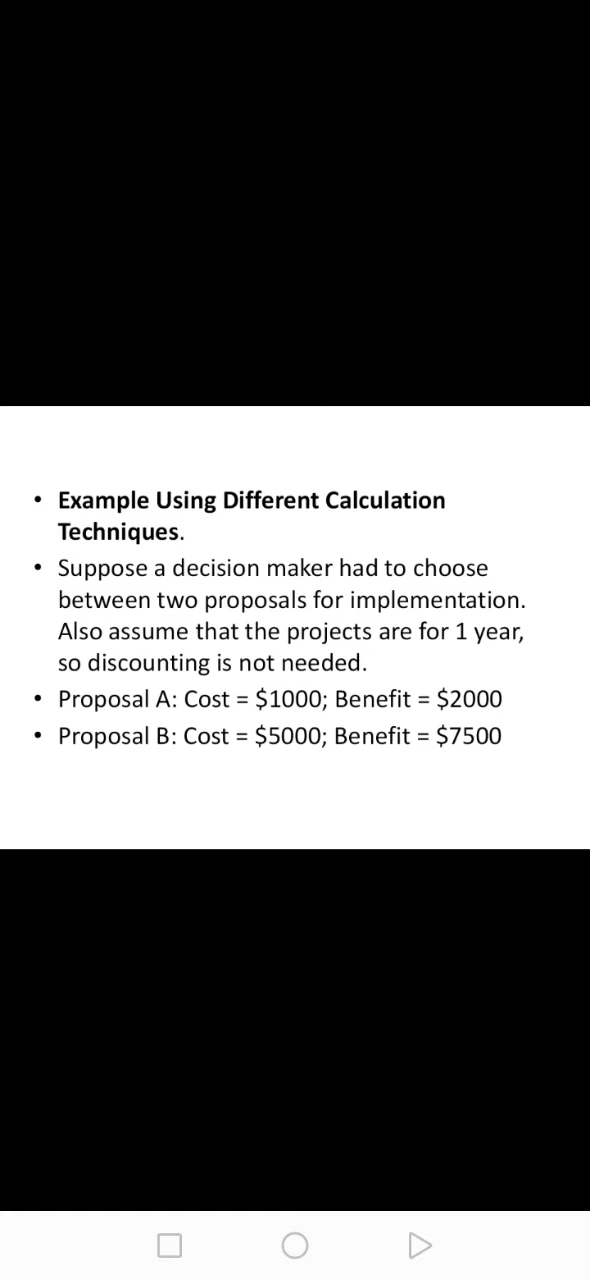 • Example Using Different Calculation
Techniques.
• Suppose a decision maker had to choose
between two proposals for implementation.
Also assume that the projects are for 1 year,
so discounting is not needed.
• Proposal A: Cost = $1000; Benefit = $2000
• Proposal B: Cost = $5000; Benefit = $7500